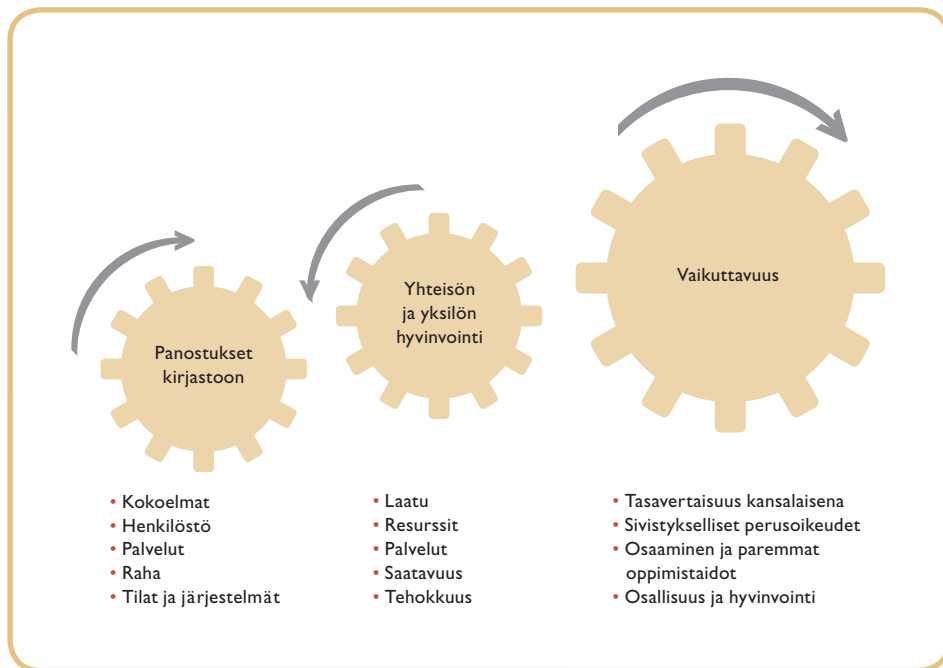 Panostukset
kirjastoon
Yhteisön
ja yksilön
hyvinvointi
Vaikuttavuus
• Kokoelmat
• Henkilöstö
• Palvelut
• Raha
• Tilat ja järjestelmät
• Laatu
• Resurssit
• Palvelut
• Saatavuus
• Tehokkuus
• Tasavertaisuus kansalaisena
• Sivistykselliset perusoikeudet
• Osaaminen ja paremmat
oppimistaidot
• Osallisuus ja hyvinvointi